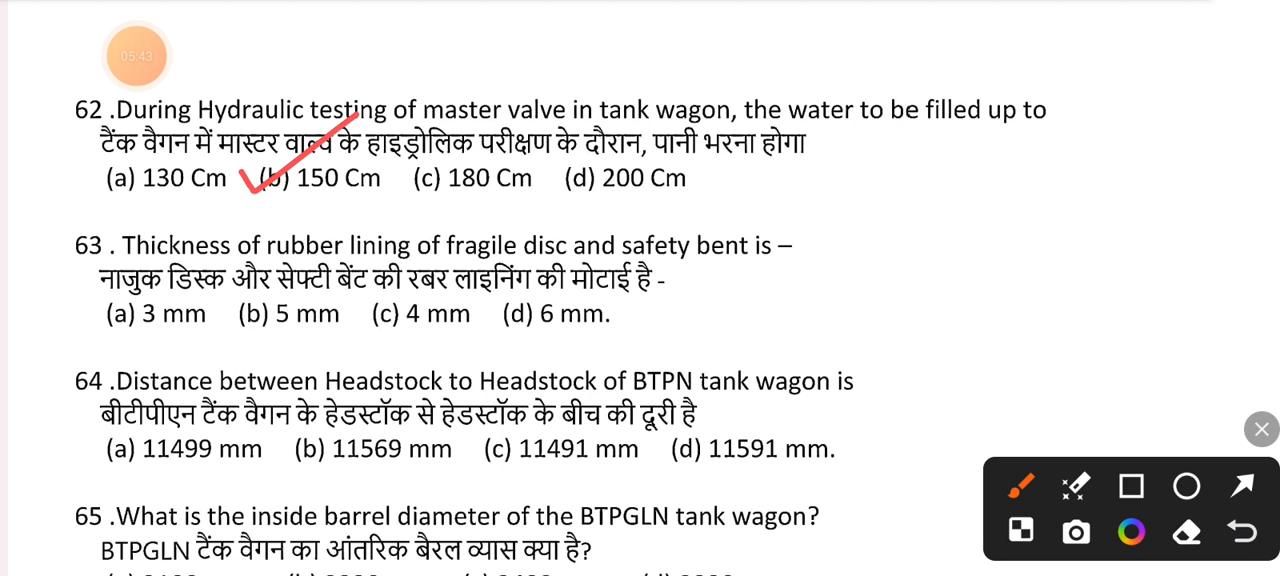 05:43
62 .During Hydraulic testing of master valve in tank wagon, the water to be filled up to
टैंक वैगन में मास्टर वाल्व के हाइड्रोलिक परीक्षण के दौरान, पानी भरना होगा
(a) 130 Cm (b) 150 Cm (c) 180 Cm (d) 200 Cm
63 . Thickness of rubber lining of fragile disc and safety bent is –
नाजुक डिस्क और सेफ्टी बेंट की रबर लाइनिंग की मोटाई है -
(a) 3 mm (b) 5 mm (c) 4 mm (d) 6 mm.
64 .Distance between Headstock to Headstock of BTPN tank wagon is
बीटीपीएन टैंक वैगन के हेडस्टॉक से हेडस्टॉक के बीच की दूरी है
(a) 11499 mm (b) 11569 mm (c) 11491 mm (d) 11591 mm.
65 .What is the inside barrel diameter of the BTPGLN tank wagon?
BTPGLN टैंक वैगन का आंतरिक बैरल व्यास क्या है?